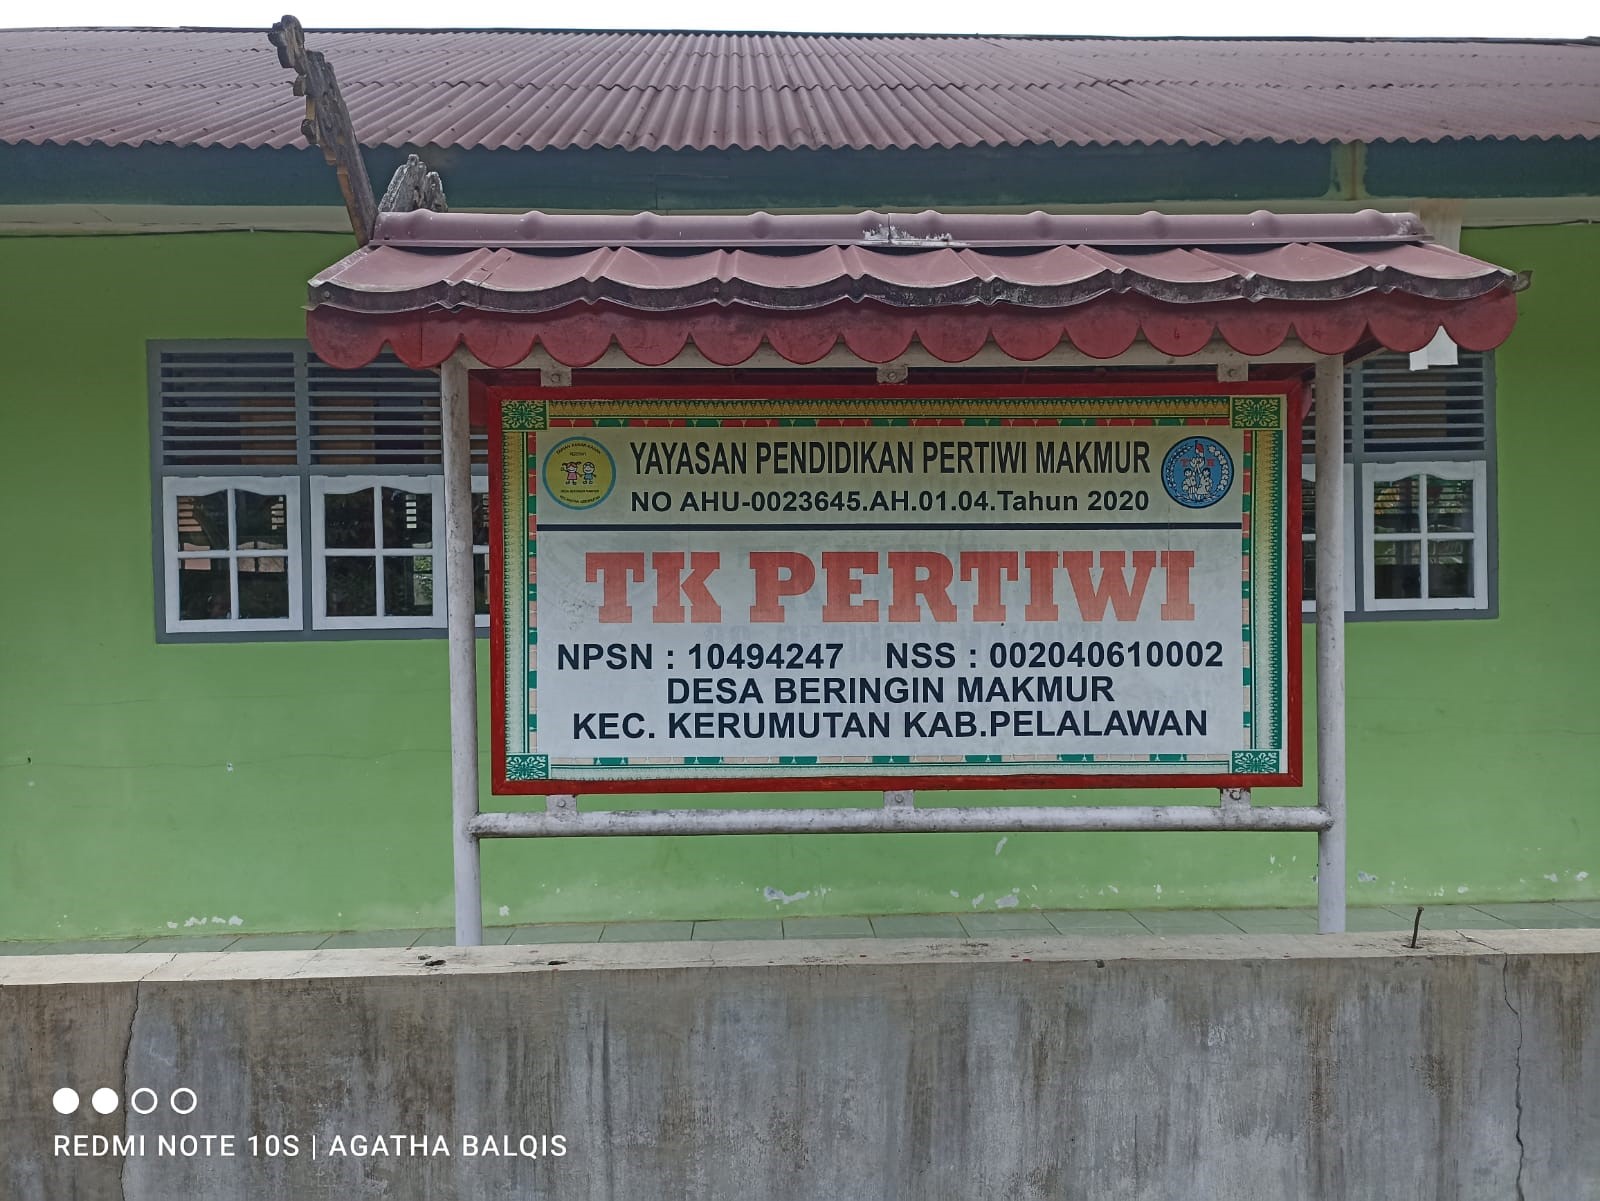 YAYASAN PENDIDIKAN PERTIWI MAKMUR
NO AHU-0023645.AH.01.04.Tahun 2020
TK PERTIWI
NPSN : 10494247 NSS : 002040610002
DESA BERINGIN MAKMUR
KEC. KERUMUTAN KAB.PELALAWAN
REDMI NOTE 10S | AGATHA BALQIS